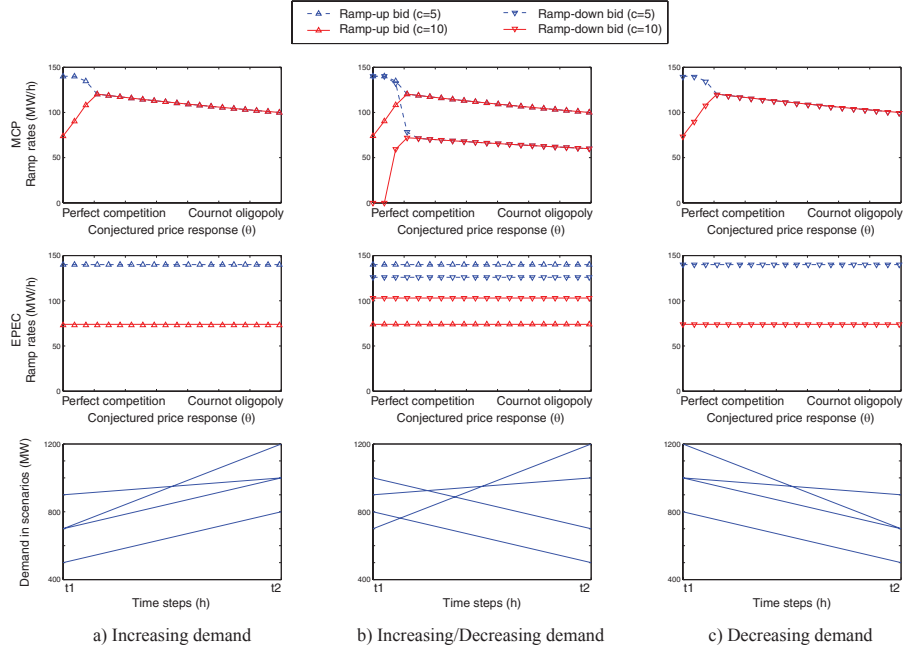 Ramp-up bid (c=5) Ramp-down bid (c=5)
Ramp-up bid (c=10) Ramp-down bid (c=10)
MCP
Ramp rates (MW/h)
150
100
50
0
Perfect competition Cournot oligopoly
Conjectured price response (θ)
150
100
50
0
Perfect competition Cournot oligopoly
Conjectured price response (θ)
150
100
50
0
Perfect competition Cournot oligopoly
Conjectured price response (θ)
EPEC
Ramp rates (MW/h)
150
100
50
0
Perfect competition Cournot oligopoly
Conjectured price response (θ)
150
100
50
0
Perfect competition Cournot oligopoly
Conjectured price response (θ)
150
100
50
0
Perfect competition Cournot oligopoly
Conjectured price response (θ)
Demand in scenarios (MW)
1200
1000
800
600
400
t1 t2
Time steps (h)
1200
1000
800
600
400
t1 t2
Time steps (h)
1200
1000
800
600
400
t1 t2
Time steps (h)
a) Increasing demand b) Increasing/Decreasing demand c) Decreasing demand